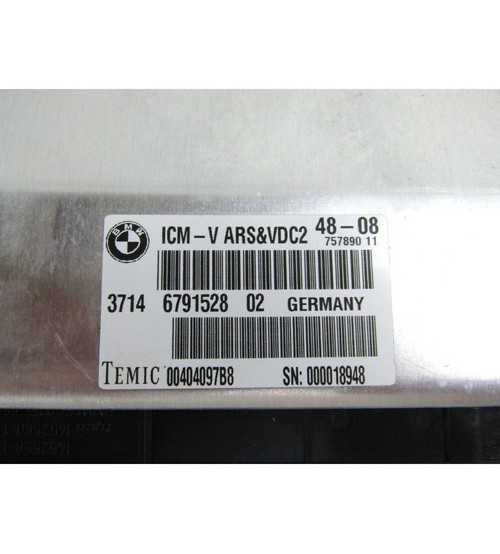 BMW
ICM-V ARS&VDC2 48-08
757890 11
3714 6791528 02 GERMANY
TEMIC 00404097B8 SN: 000018948